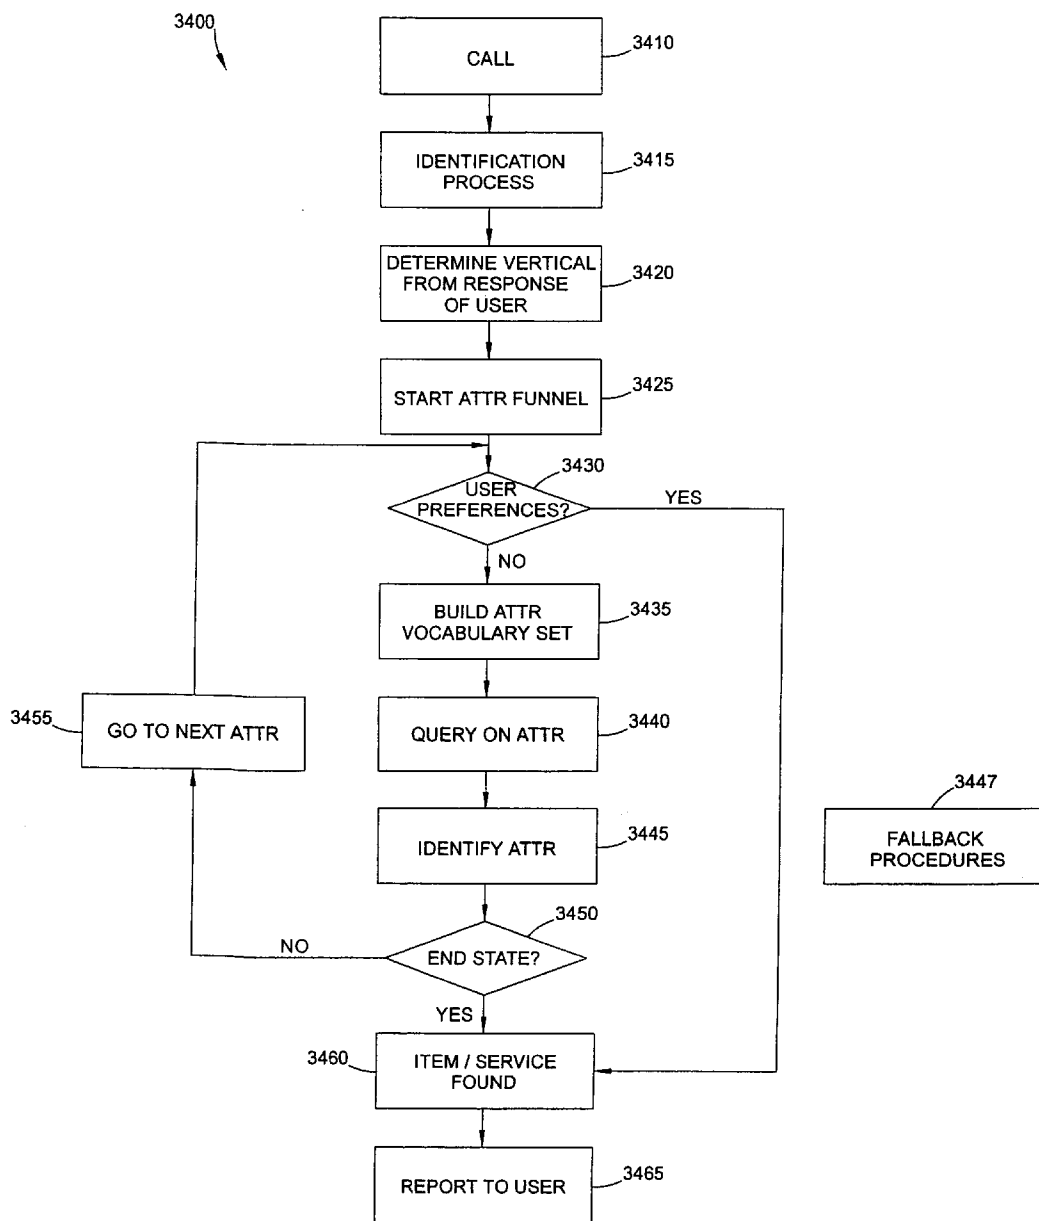 3400
CALL
3410
IDENTIFICATION
PROCESS
3415
DETERMINE VERTICAL
FROM RESPONSE
OF USER
3420
START ATTR FUNNEL
3425
USER
PREFERENCES?
3430
YES
NO
BUILD ATTR
VOCABULARY SET
3435
3455
GO TO NEXT ATTR
QUERY ON ATTR
3440
IDENTIFY ATTR
3445
3447
FALLBACK
PROCEDURES
END STATE?
3450
NO
YES
3460
ITEM / SERVICE
FOUND
REPORT TO USER
3465